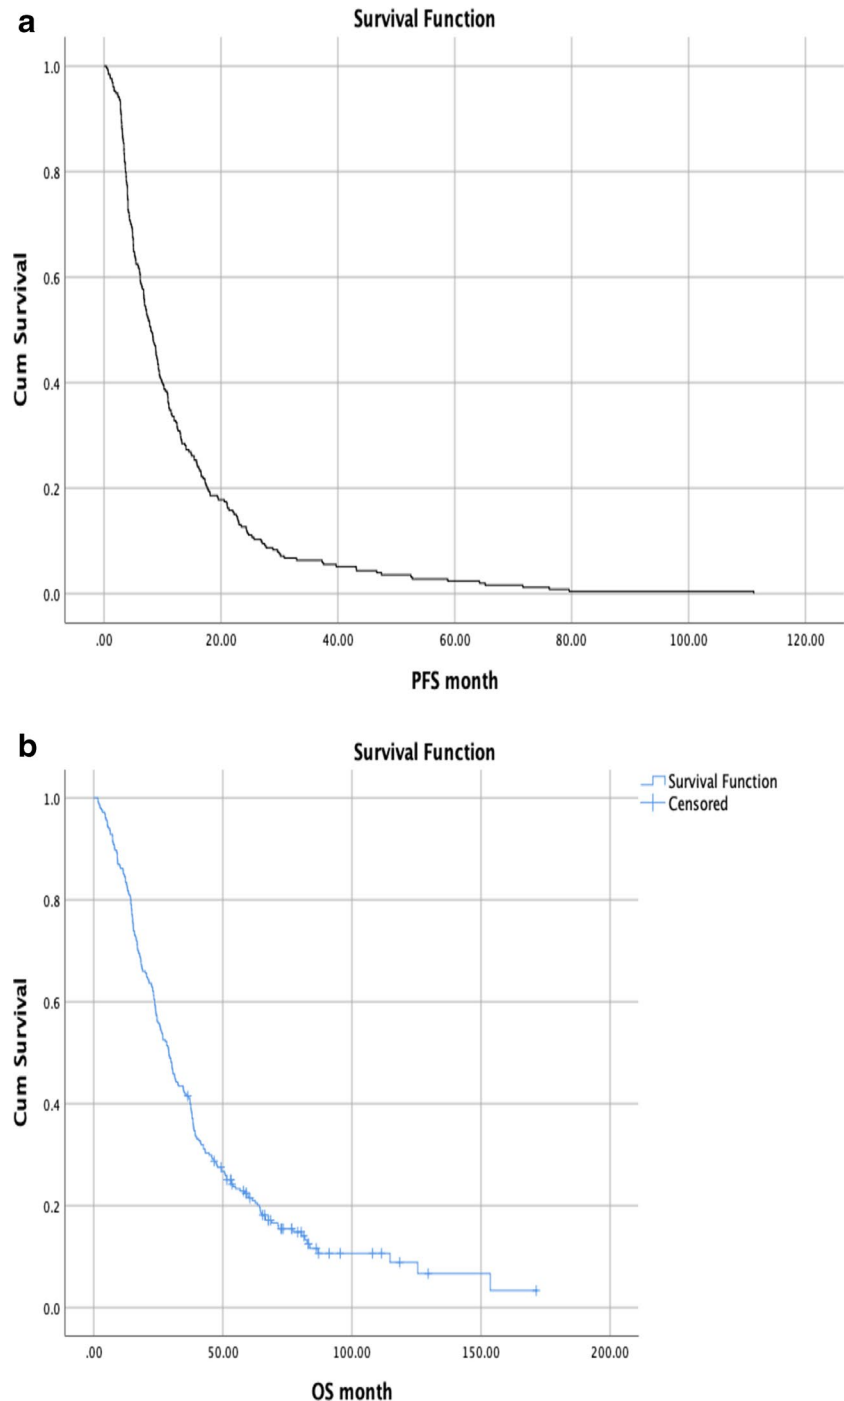 a
Survival Function
1.0
0.8
0.6
0.4
0.2
0.0
Cum Survival
.00 20.00 40.00 60.00 80.00 100.00 120.00
PFS month
b
Survival Function
Survival Function
Censored
1.0
0.8
0.6
0.4
0.2
0.0
Cum Survival
.00 50.00 100.00 150.00 200.00
OS month